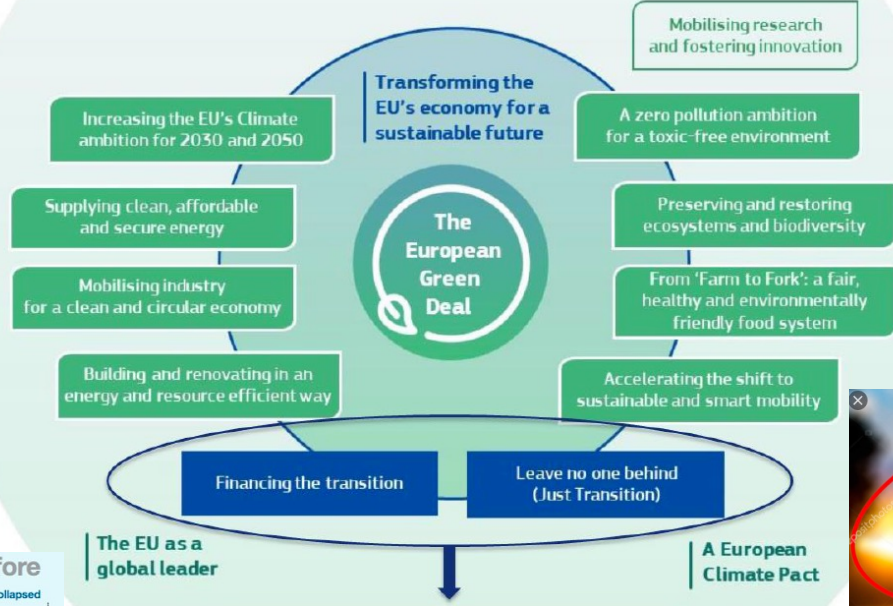 Mobilising research
and fostering innovation
Transforming the
EU's economy for a
sustainable future
Increasing the EU's Climate
ambition for 2030 and 2050
A zero pollution ambition
for a toxic-free environment
Supplying clean, affordable
and secure energy
Preserving and restoring
ecosystems and biodiversity
The
European
Green
Deal
Mobilising industry
for a clean and circular economy
From 'Farm to Fork': a fair,
healthy and environmentally
friendly food system
Building and renovating in an
energy and resource efficient way
Accelerating the shift to
sustainable and smart mobility
Financing the transition
Leave no one behind
(Just Transition)
The EU as a
global leader
A European
Climate Pact